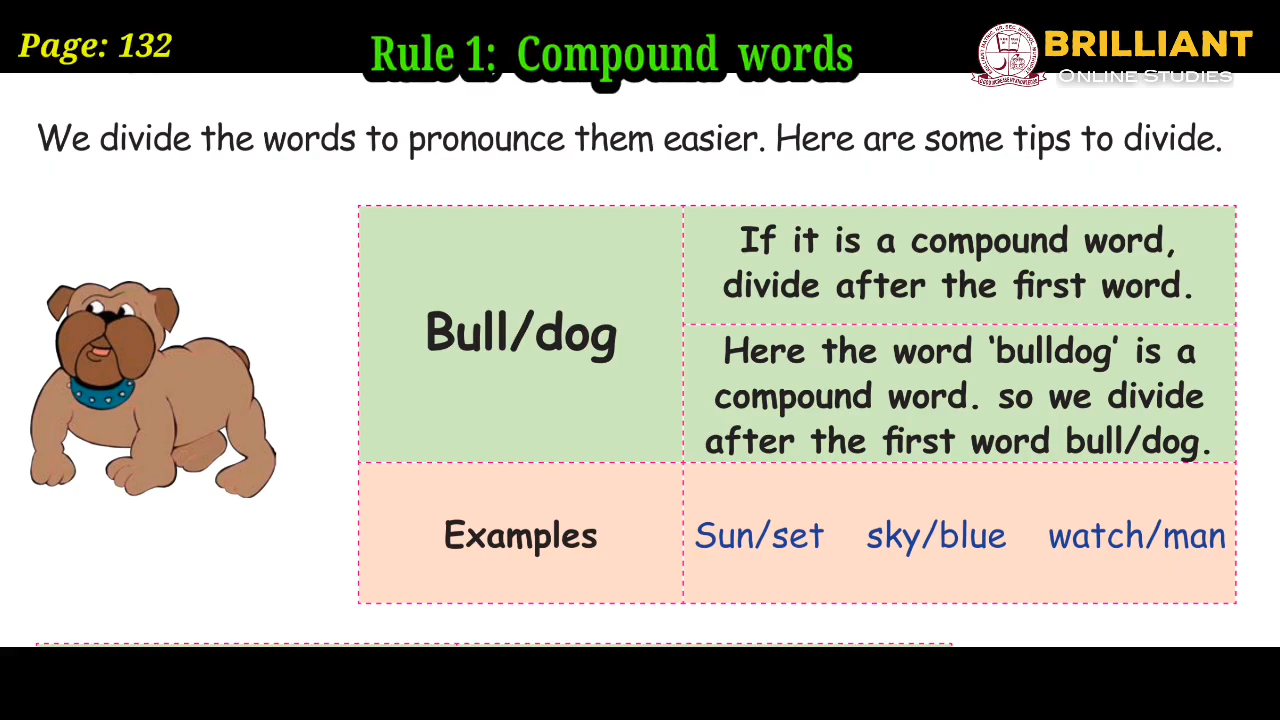 Page: 132
Rule 1: Compound words
BRILLIANT
ONLINE STUDIES
We divide the words to pronounce them easier. Here are some tips to divide.
Bull/dog
If it is a compound word,
divide after the first word.
Here the word ‘bulldog’ is a
compound word. so we divide
after the first word bull/dog.
Examples
Sun/set sky/blue watch/man